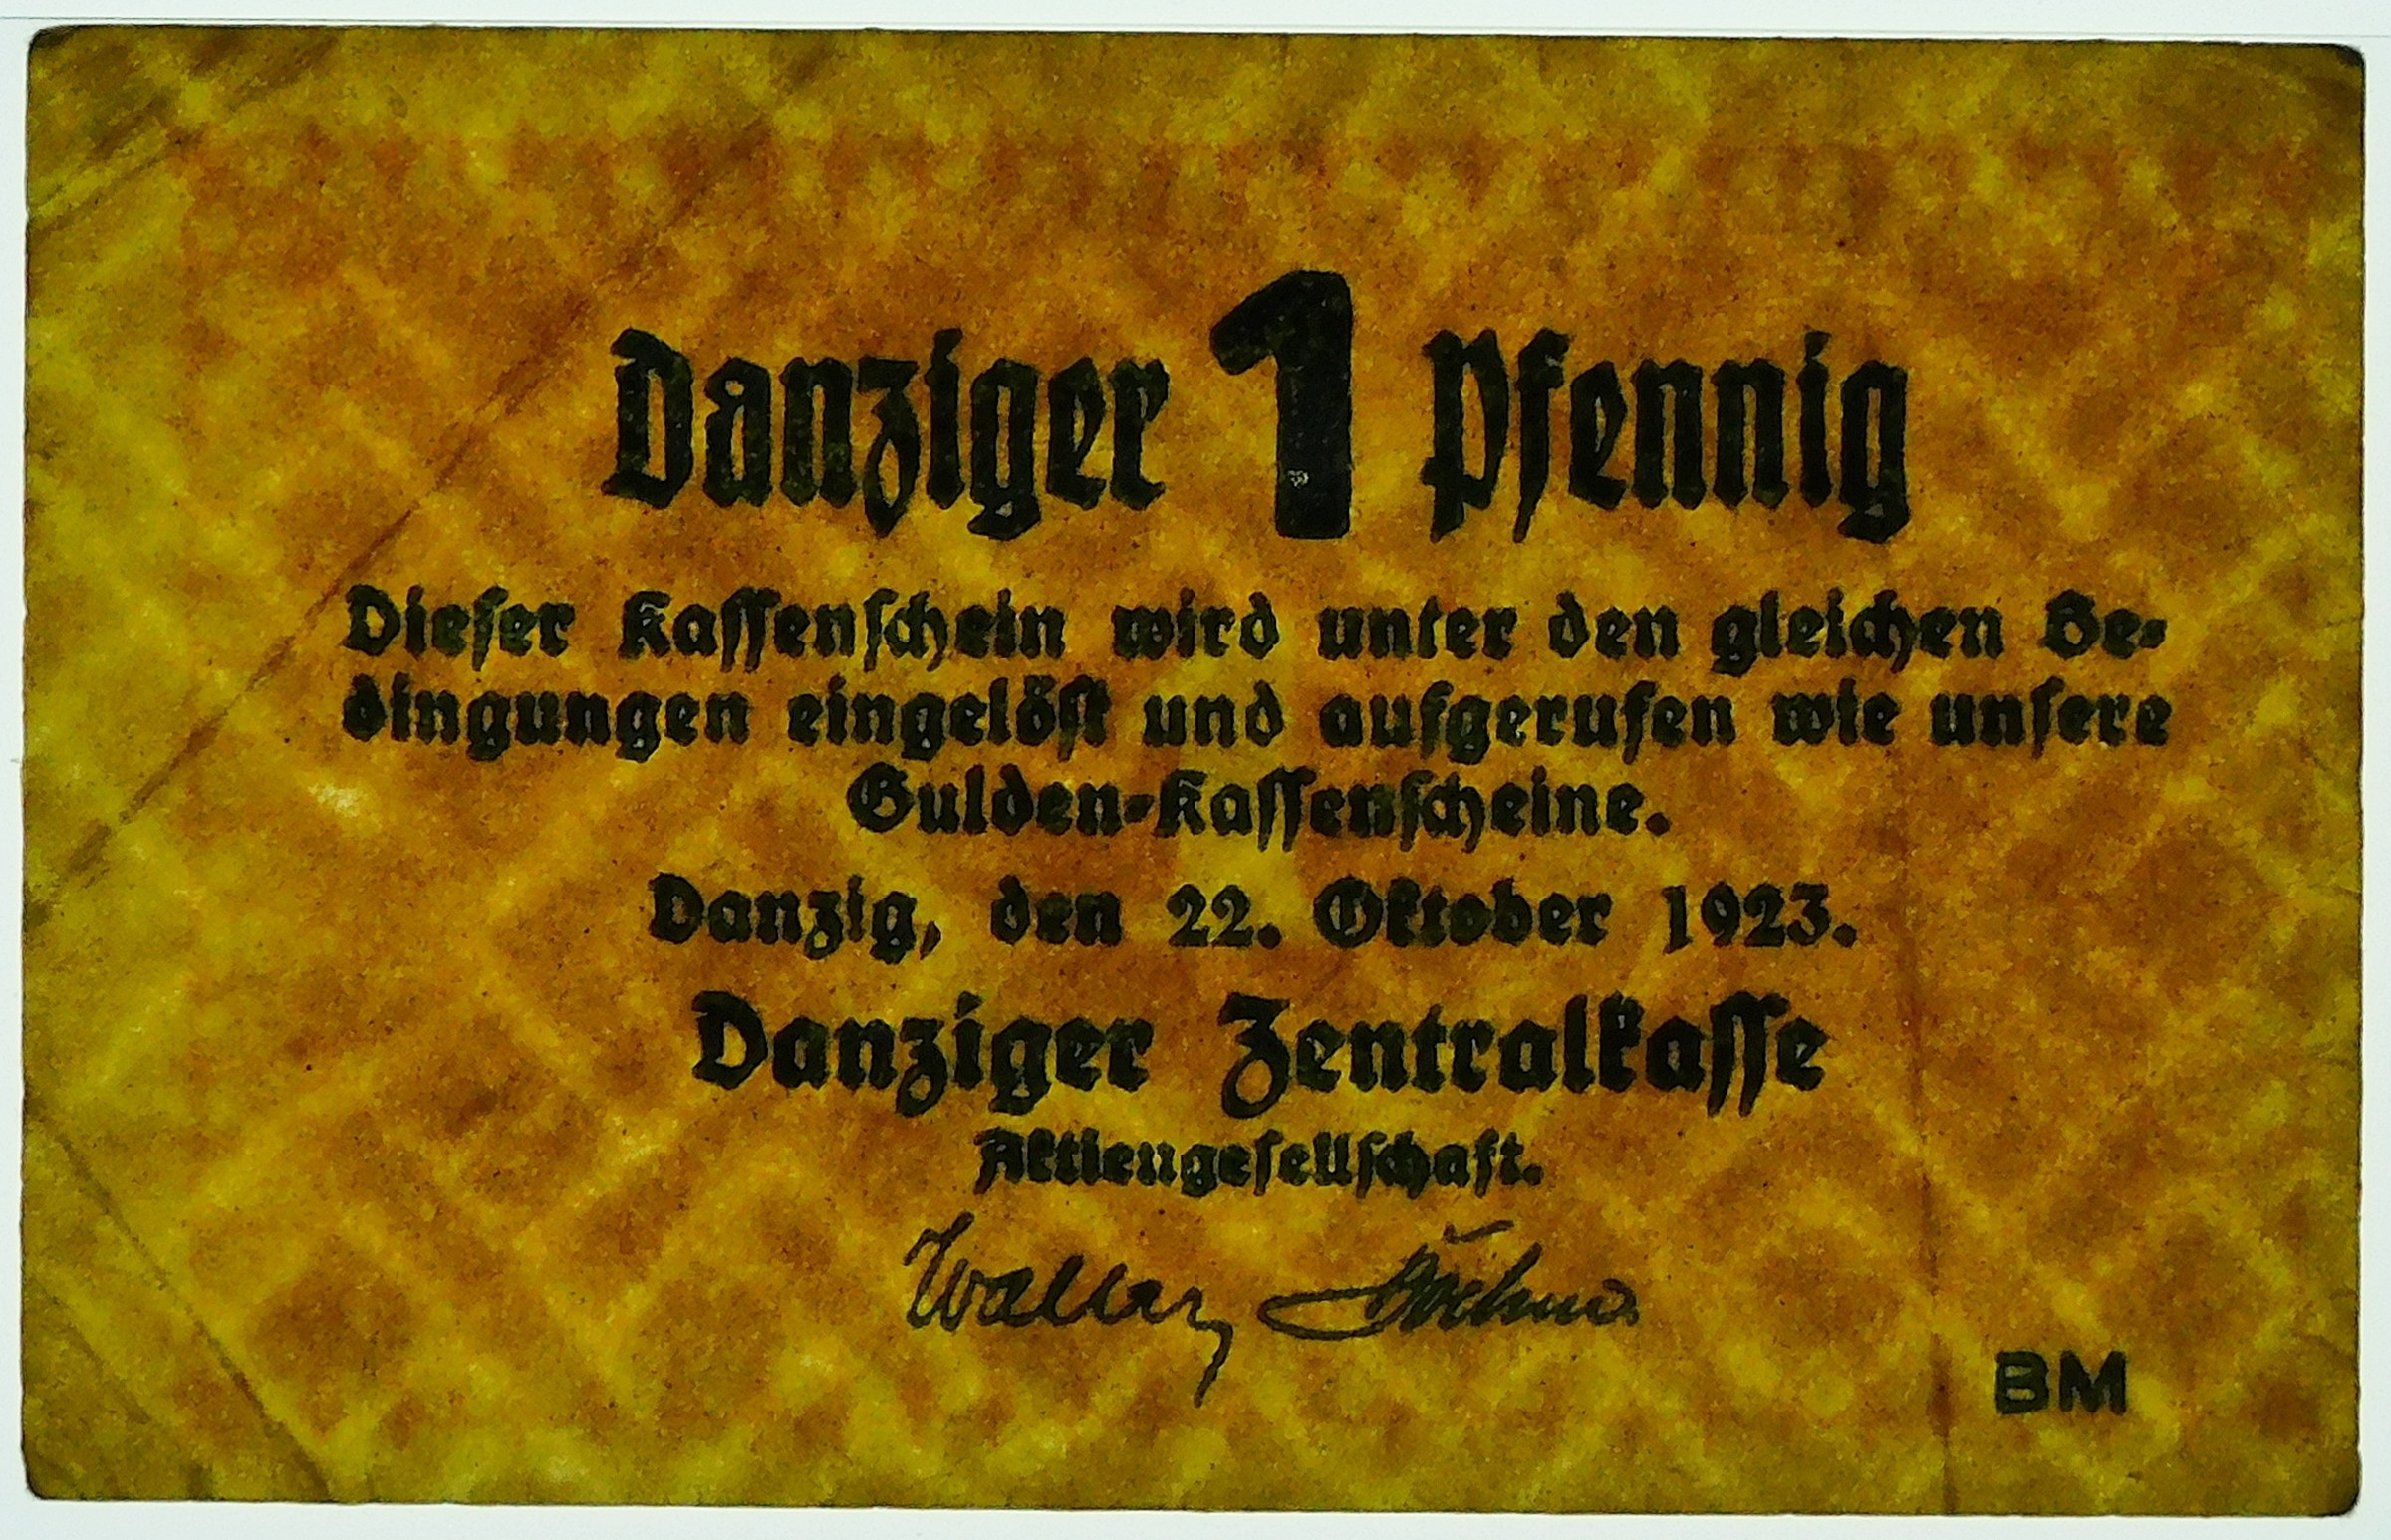 Danziger 1 Pfennig
Dieser Kassenschein wird unter den gleichen Be-
dingungen eingelöst und aufgerufen wie unsere
Gulden-Kassenscheine.
Danzig, den 22. Oktober 1923.
Danziger Zentralkasse
Aktiengesellschaft.
BM